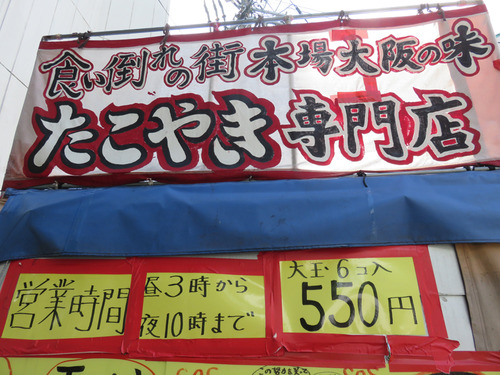 食い倒れの街 本場大阪の味
たこやき専門店
営業時間
昼3時から
夜10時まで
大玉6コ入
550円